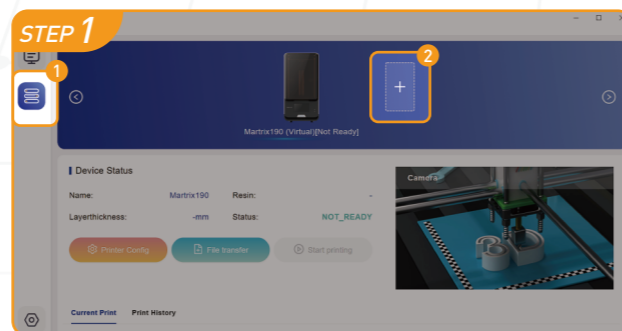 STEP 1
1
2
+
Martrix190 (Virtual)[Not Ready]
Device Status
Name: Martrix190 Resin: -
Layerthickness: -mm Status: NOT_READY
Printer Config File transfer Start printing
Camera
Current Print Print History